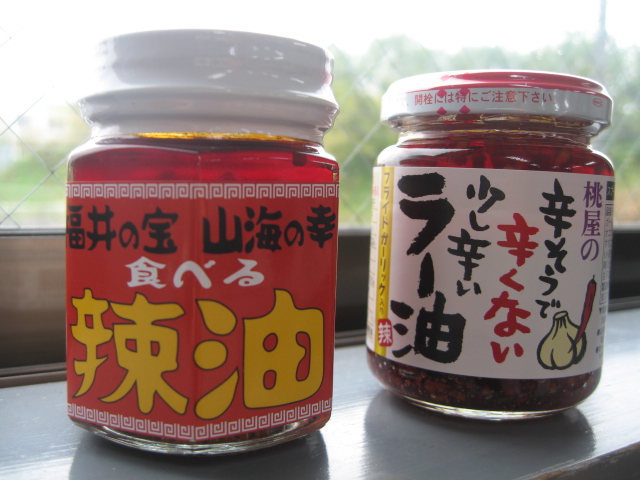 福井の宝 山海の幸
食べる
辣油
開栓には特にご注意下さい
桃屋の
辛そうで
辛くない
少し辛い
ラー油
フライドガーリック入り
辣